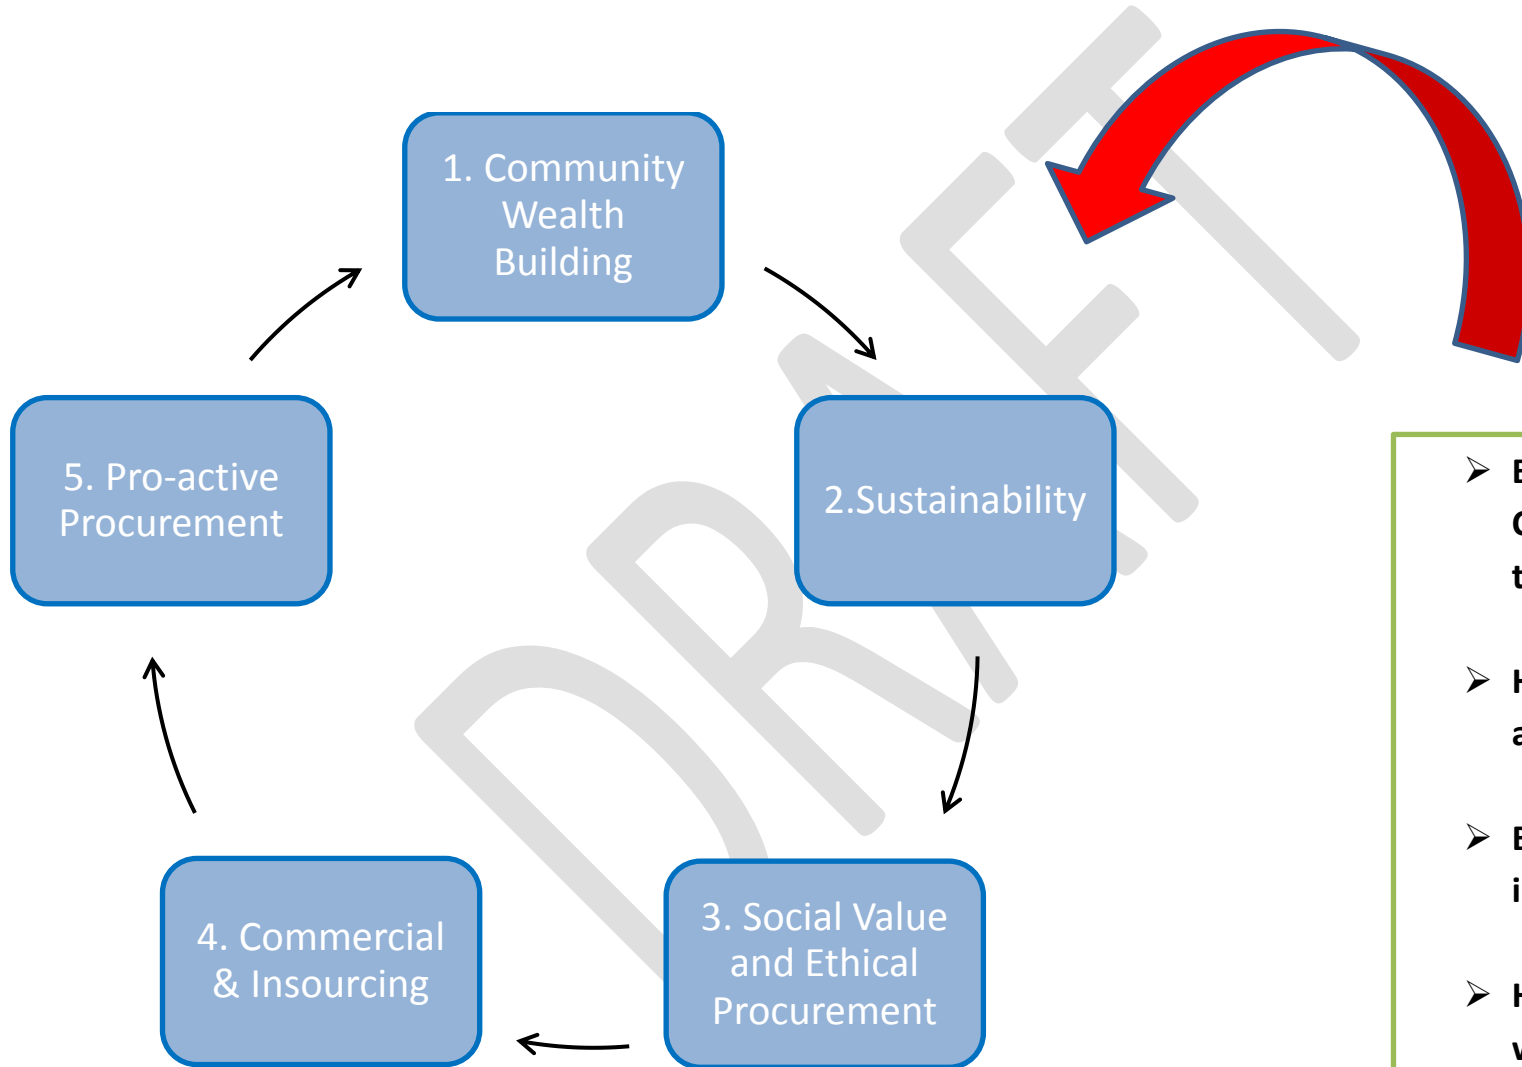 1. Community
Wealth
Building
2.Sustainability
3. Social Value
and Ethical
Procurement
4. Commercial
& Insourcing
5. Pro-active
Procurement
DRAFT